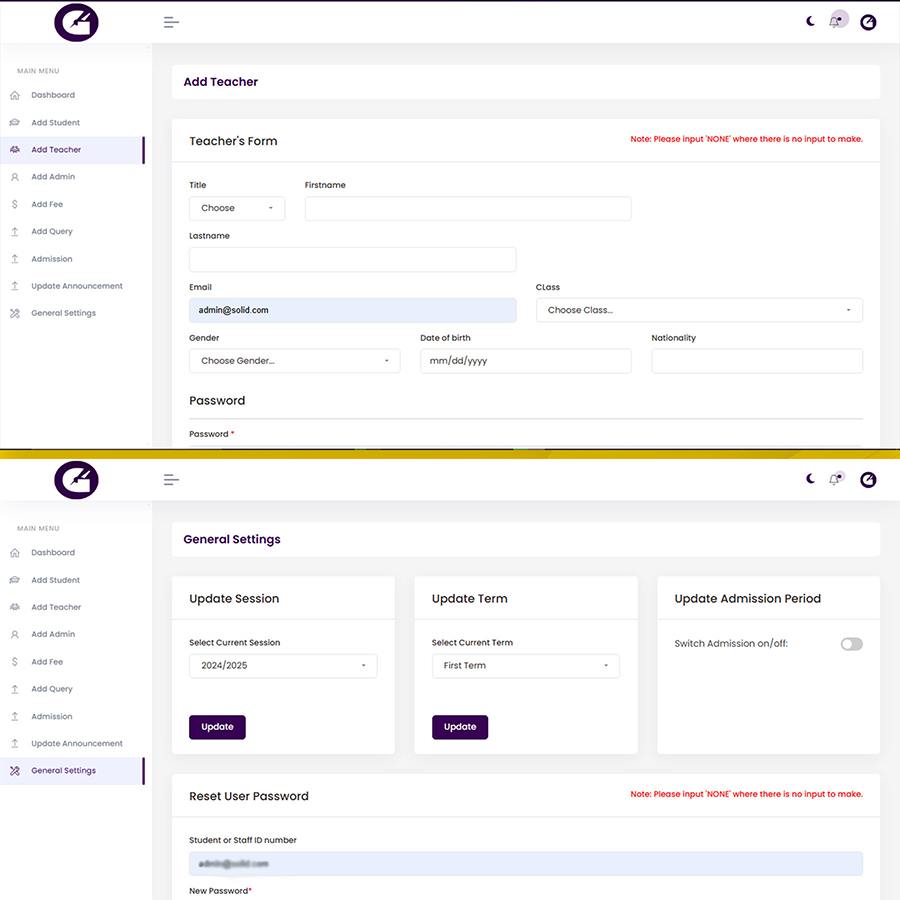 Add Teacher
MAIN MENU
Dashboard
Add Student
Add Teacher
Add Admin
Add Fee
Add Query
Admission
Update Announcement
General Settings
Teacher's Form
Note: Please input 'NONE' where there is no input to make.
Title
Firstname
Choose
Lastname
Email
CLass
admin@solid.com
Choose Class...
Gender
Date of birth
Nationality
Choose Gender...
mm/dd/yyyy
Password
Password *
MAIN MENU
Dashboard
Add Student
Add Teacher
Add Admin
Add Fee
Add Query
Admission
Update Announcement
General Settings
General Settings
Update Session
Select Current Session
2024/2025
Update
Update Term
Select Current Term
First Term
Update
Update Admission Period
Switch Admission on/off:
Reset User Password
Note: Please input 'NONE' where there is no input to make.
Student or Staff ID number
New Password*